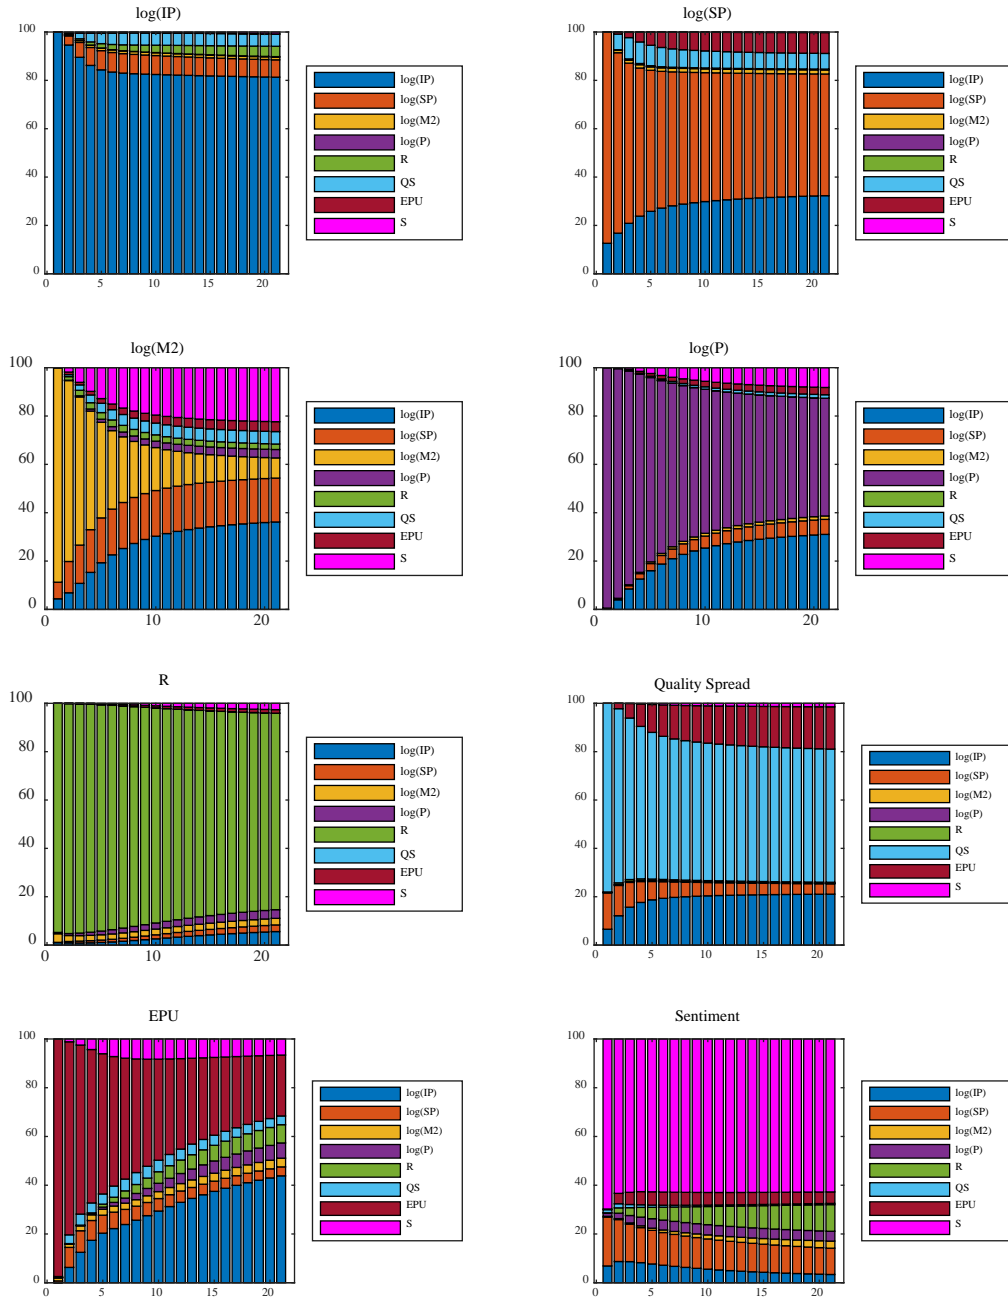 log(IP)
100
80
60
40
20
0
0 5 10 15 20
log(IP)
log(SP)
log(M2)
log(P)
R
QS
EPU
S
log(SP)
100
80
60
40
20
0
0 5 10 15 20
log(IP)
log(SP)
log(M2)
log(P)
R
QS
EPU
S
log(M2)
100
80
60
40
20
0
0 10 20
log(IP)
log(SP)
log(M2)
log(P)
R
QS
EPU
S
log(P)
100
80
60
40
20
0
0 10 20
log(IP)
log(SP)
log(M2)
log(P)
R
QS
EPU
S
R
100
80
60
40
20
0
0 10 20
log(IP)
log(SP)
log(M2)
log(P)
R
QS
EPU
S
Quality Spread
100
80
60
40
20
0
0 5 10 15 20
log(IP)
log(SP)
log(M2)
log(P)
R
QS
EPU
S
EPU
100
80
60
40
20
0
0 5 10 15 20
log(IP)
log(SP)
log(M2)
log(P)
R
QS
EPU
S
Sentiment
100
80
60
40
20
0
0 5 10 15 20
log(IP)
log(SP)
log(M2)
log(P)
R
QS
EPU
S